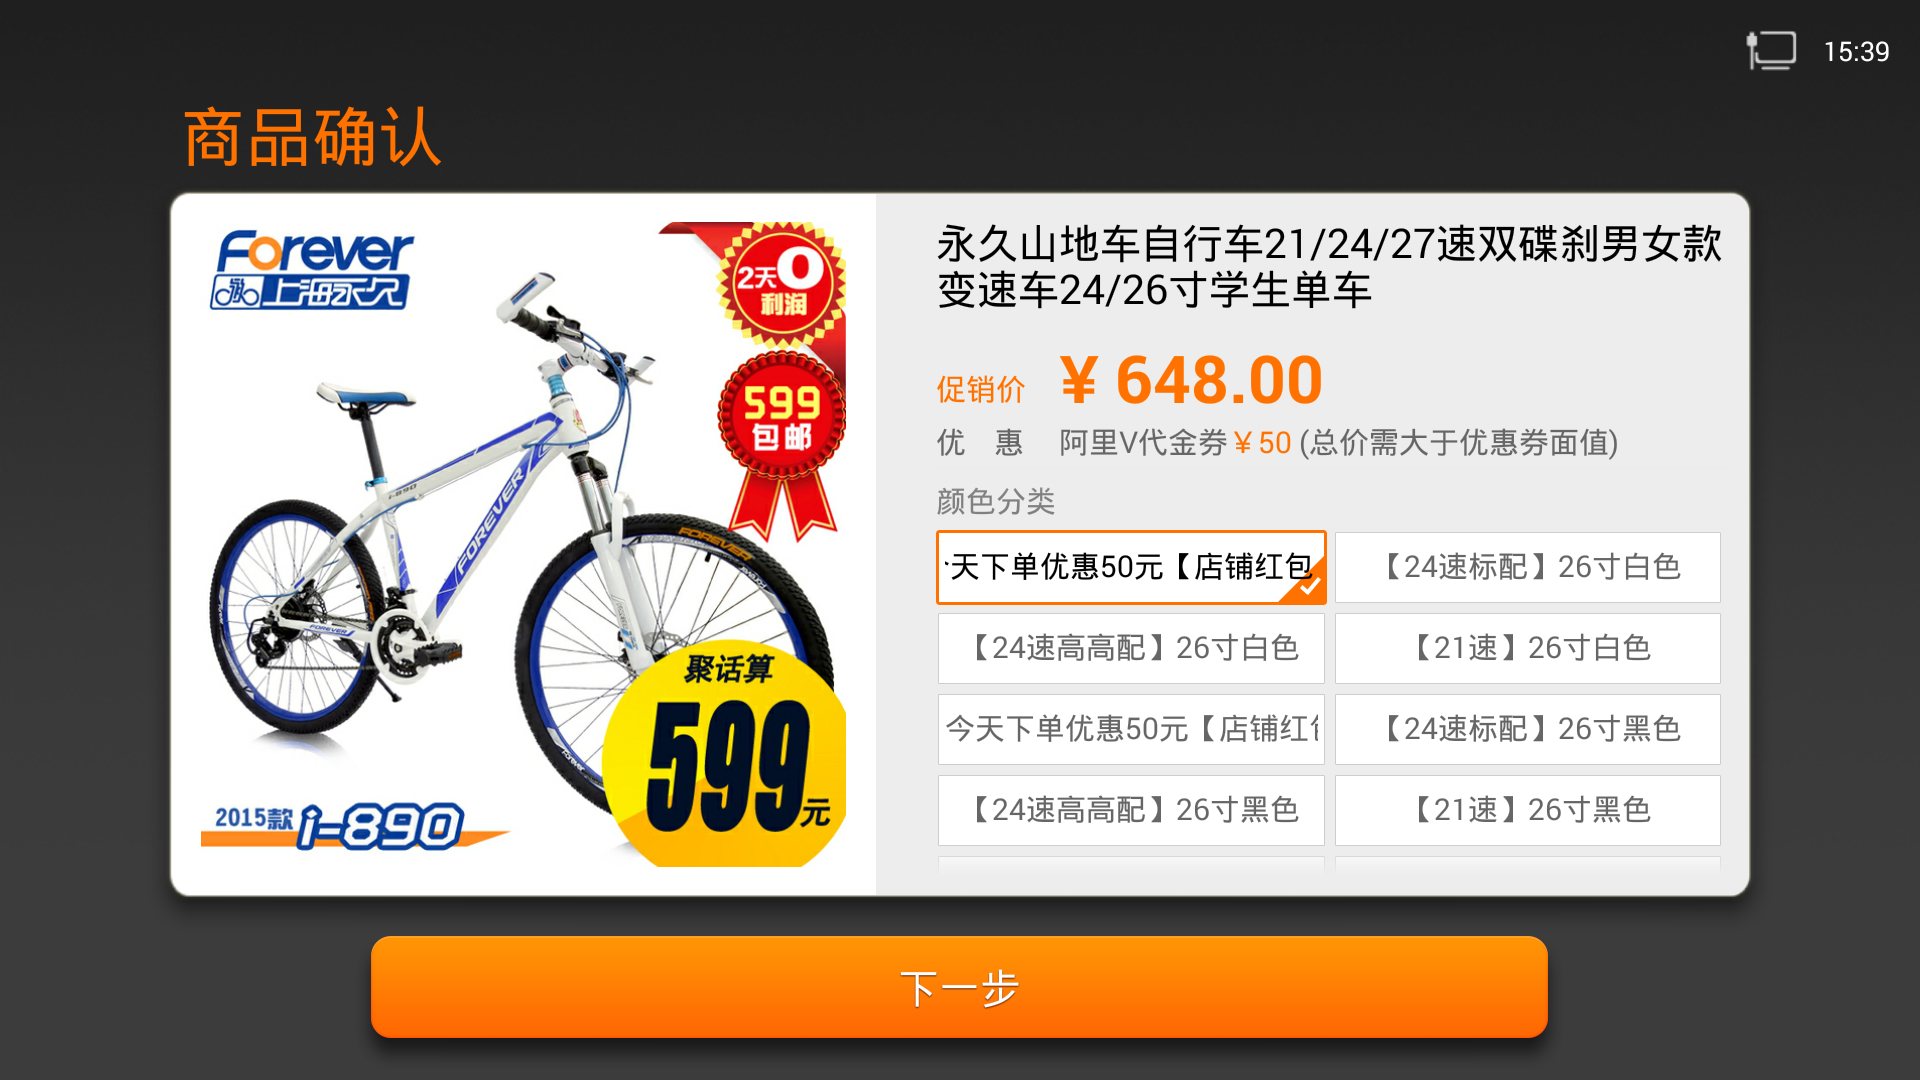 15:39
商品确认
Forever
上海永久
2天0
利润
599
包邮
i-890
FOREVER
FOREVER
FOREVER
聚话算
599元
2015款 i-890
永久山地车自行车21/24/27速双碟刹男女款
变速车24/26寸学生单车
促销价 ¥ 648.00
优 惠 阿里V代金券 ¥ 50 (总价需大于优惠券面值)
颜色分类
天下单优惠50元【店铺红包
【24速标配】26寸白色
【24速高高配】26寸白色
【21速】26寸白色
今天下单优惠50元【店铺红
【24速标配】26寸黑色
【24速高高配】26寸黑色
【21速】26寸黑色
下一步